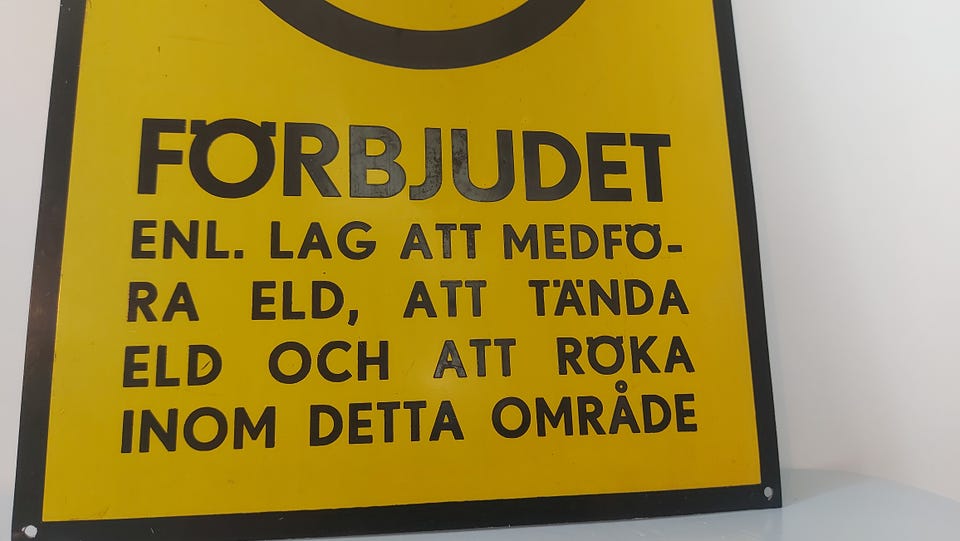 FÖRBJUDET
ENL. LAG ATT MEDFÖ-
RA ELD, ATT TÄNDA
ELD OCH ATT RÖKA
INOM DETTA OMRÅDE